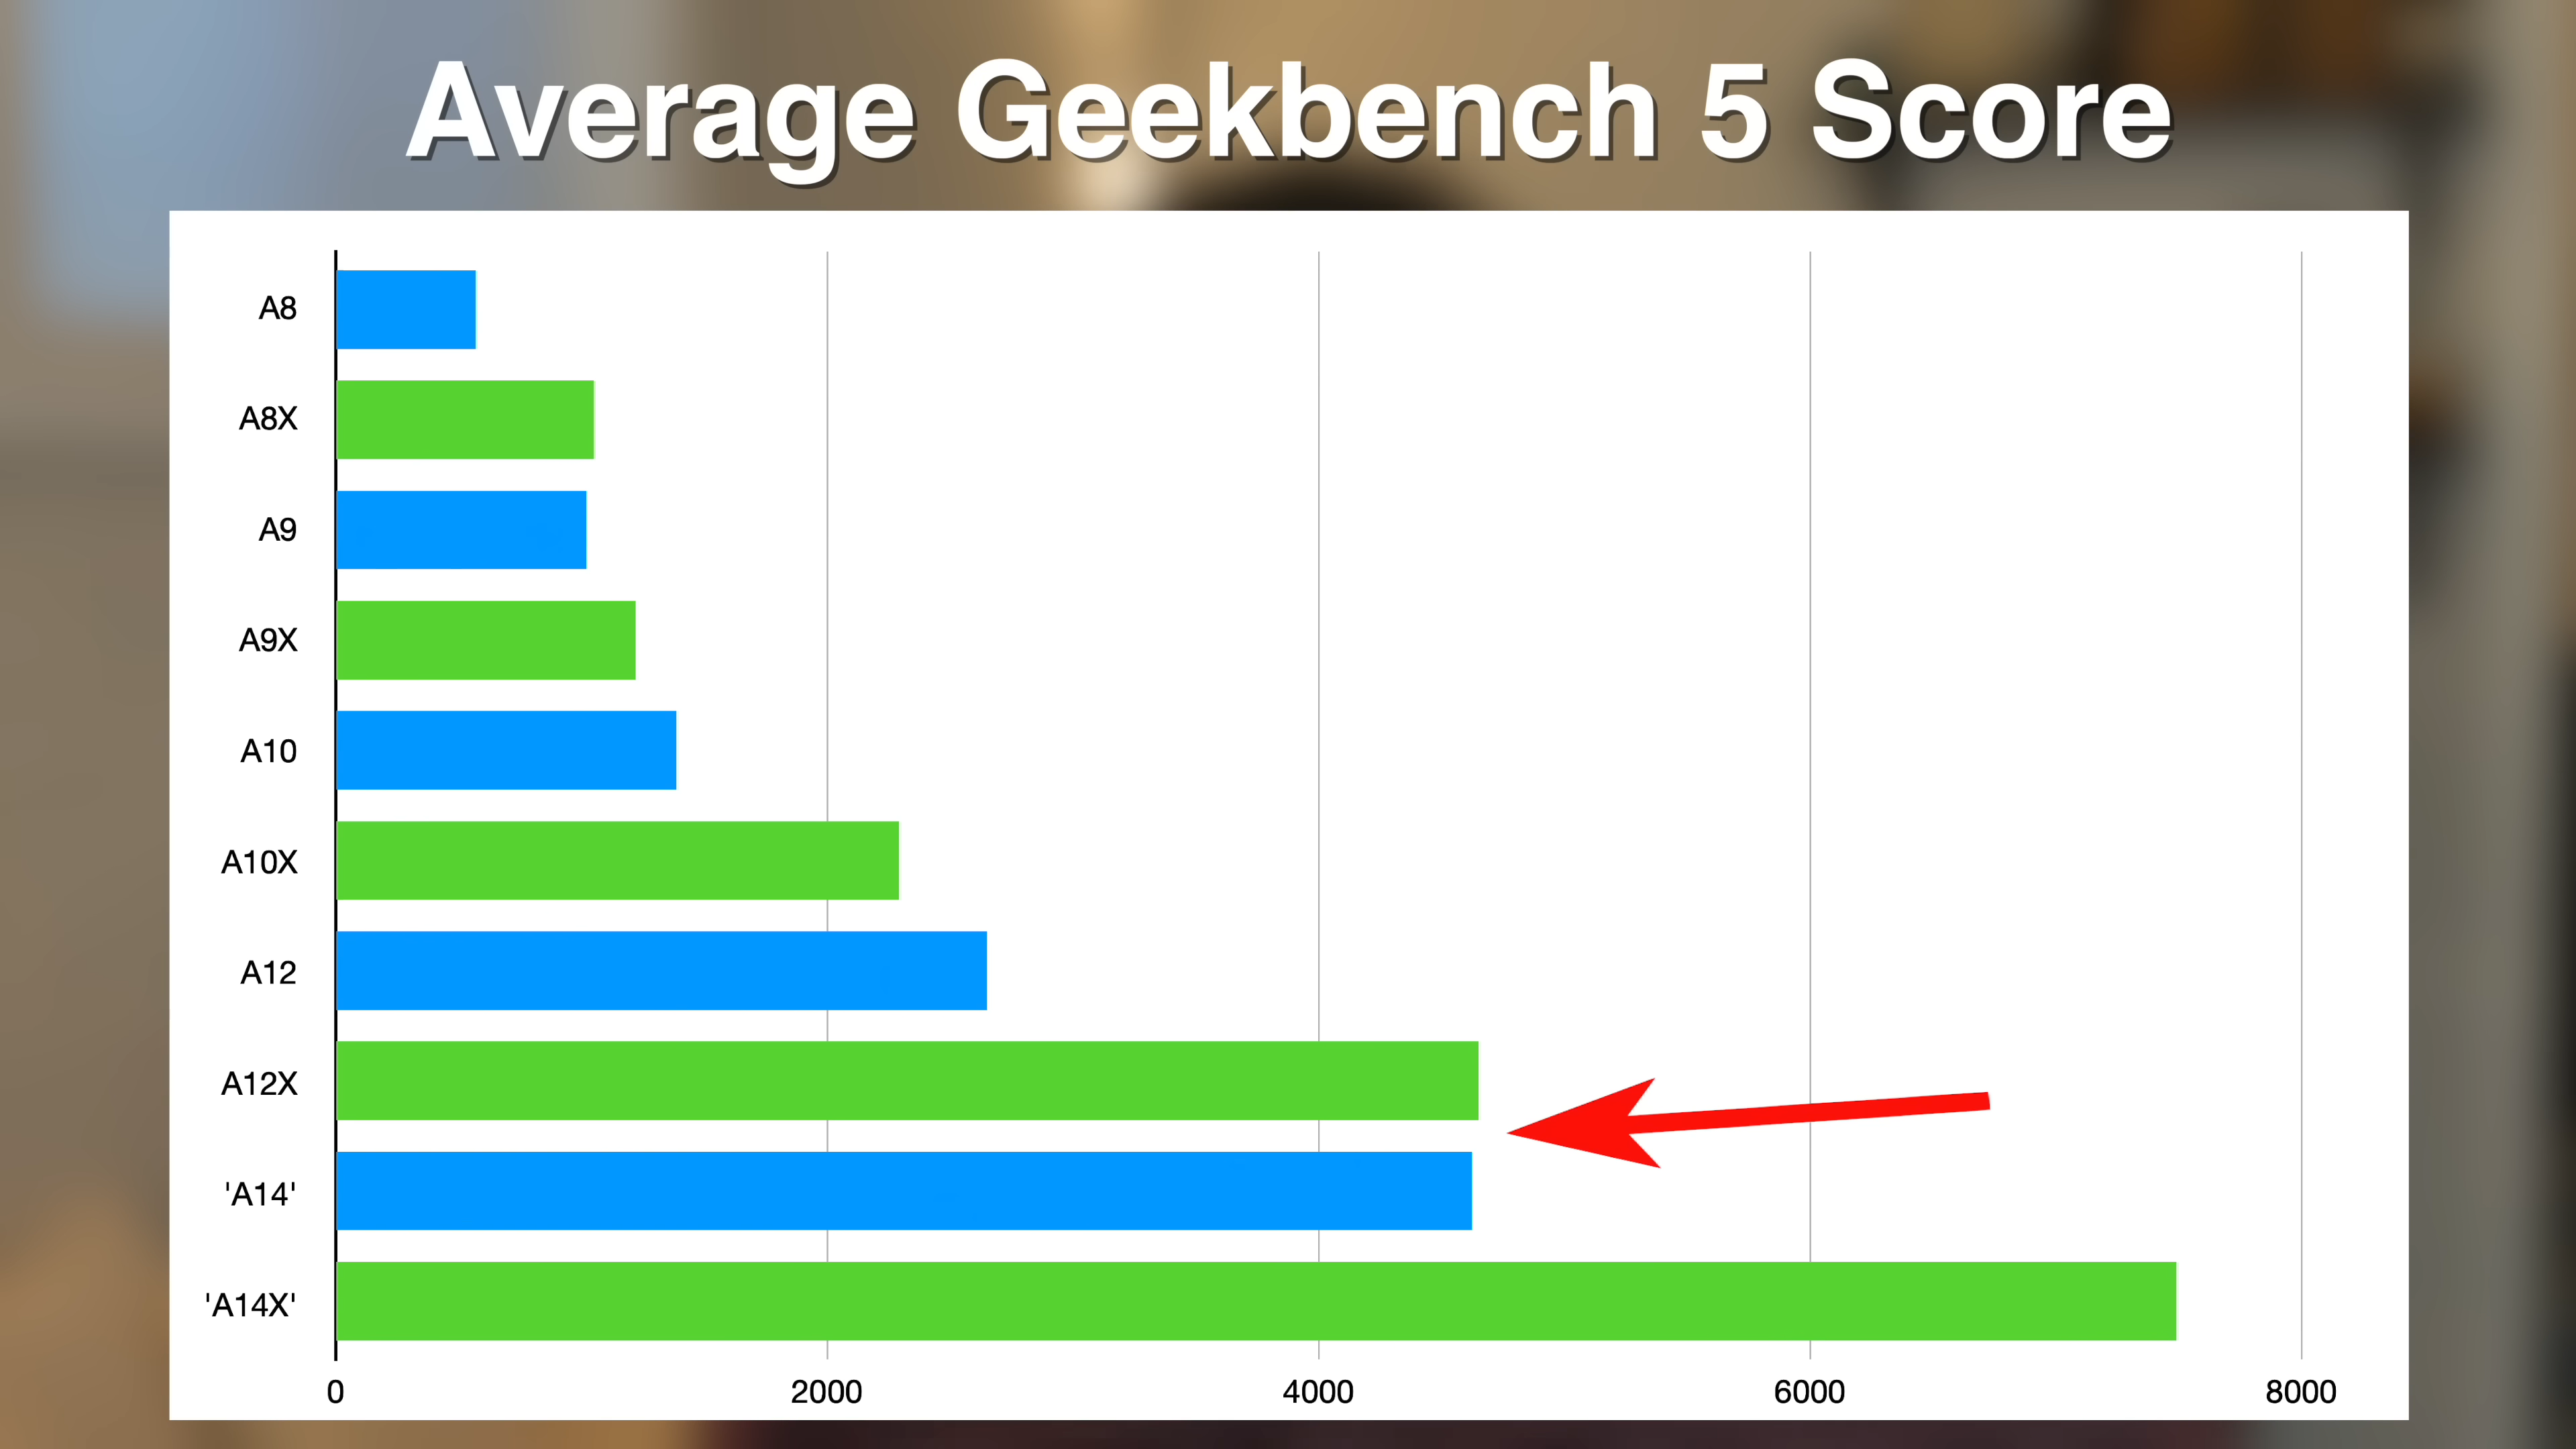 Average Geekbench 5 Score
A8
A8X
A9
A9X
A10
A10X
A12
A12X
'A14'
'A14X'
0 2000 4000 6000 8000